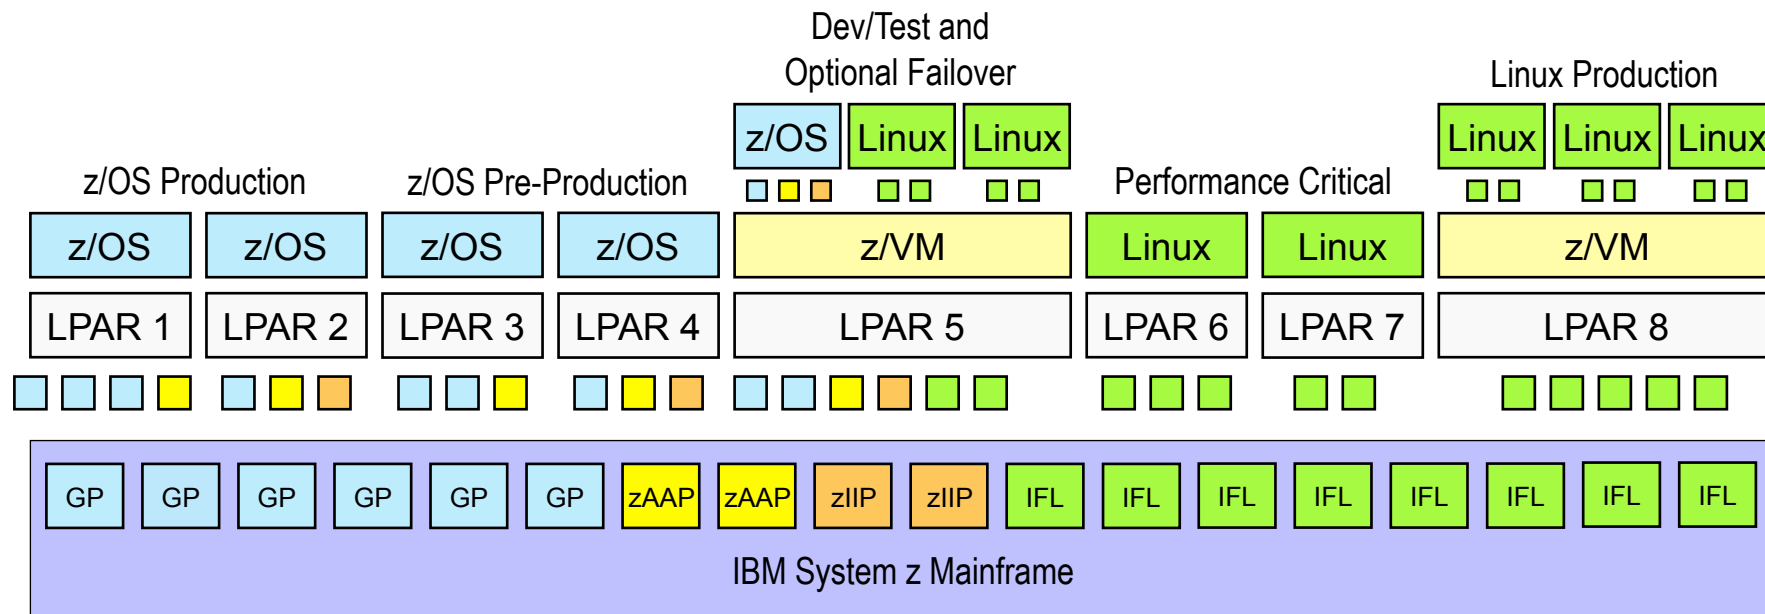 Dev/Test and
Optional Failover
Linux Production
z/OS Linux Linux
Linux Linux Linux
z/OS Production
z/OS Pre-Production
Performance Critical
z/OS z/OS z/OS z/OS z/VM Linux Linux z/VM
LPAR 1 LPAR 2 LPAR 3 LPAR 4 LPAR 5 LPAR 6 LPAR 7 LPAR 8
GP GP GP GP GP GP zAAP zAAP zIIP zIIP IFL IFL IFL IFL IFL IFL IFL IFL
IBM System z Mainframe